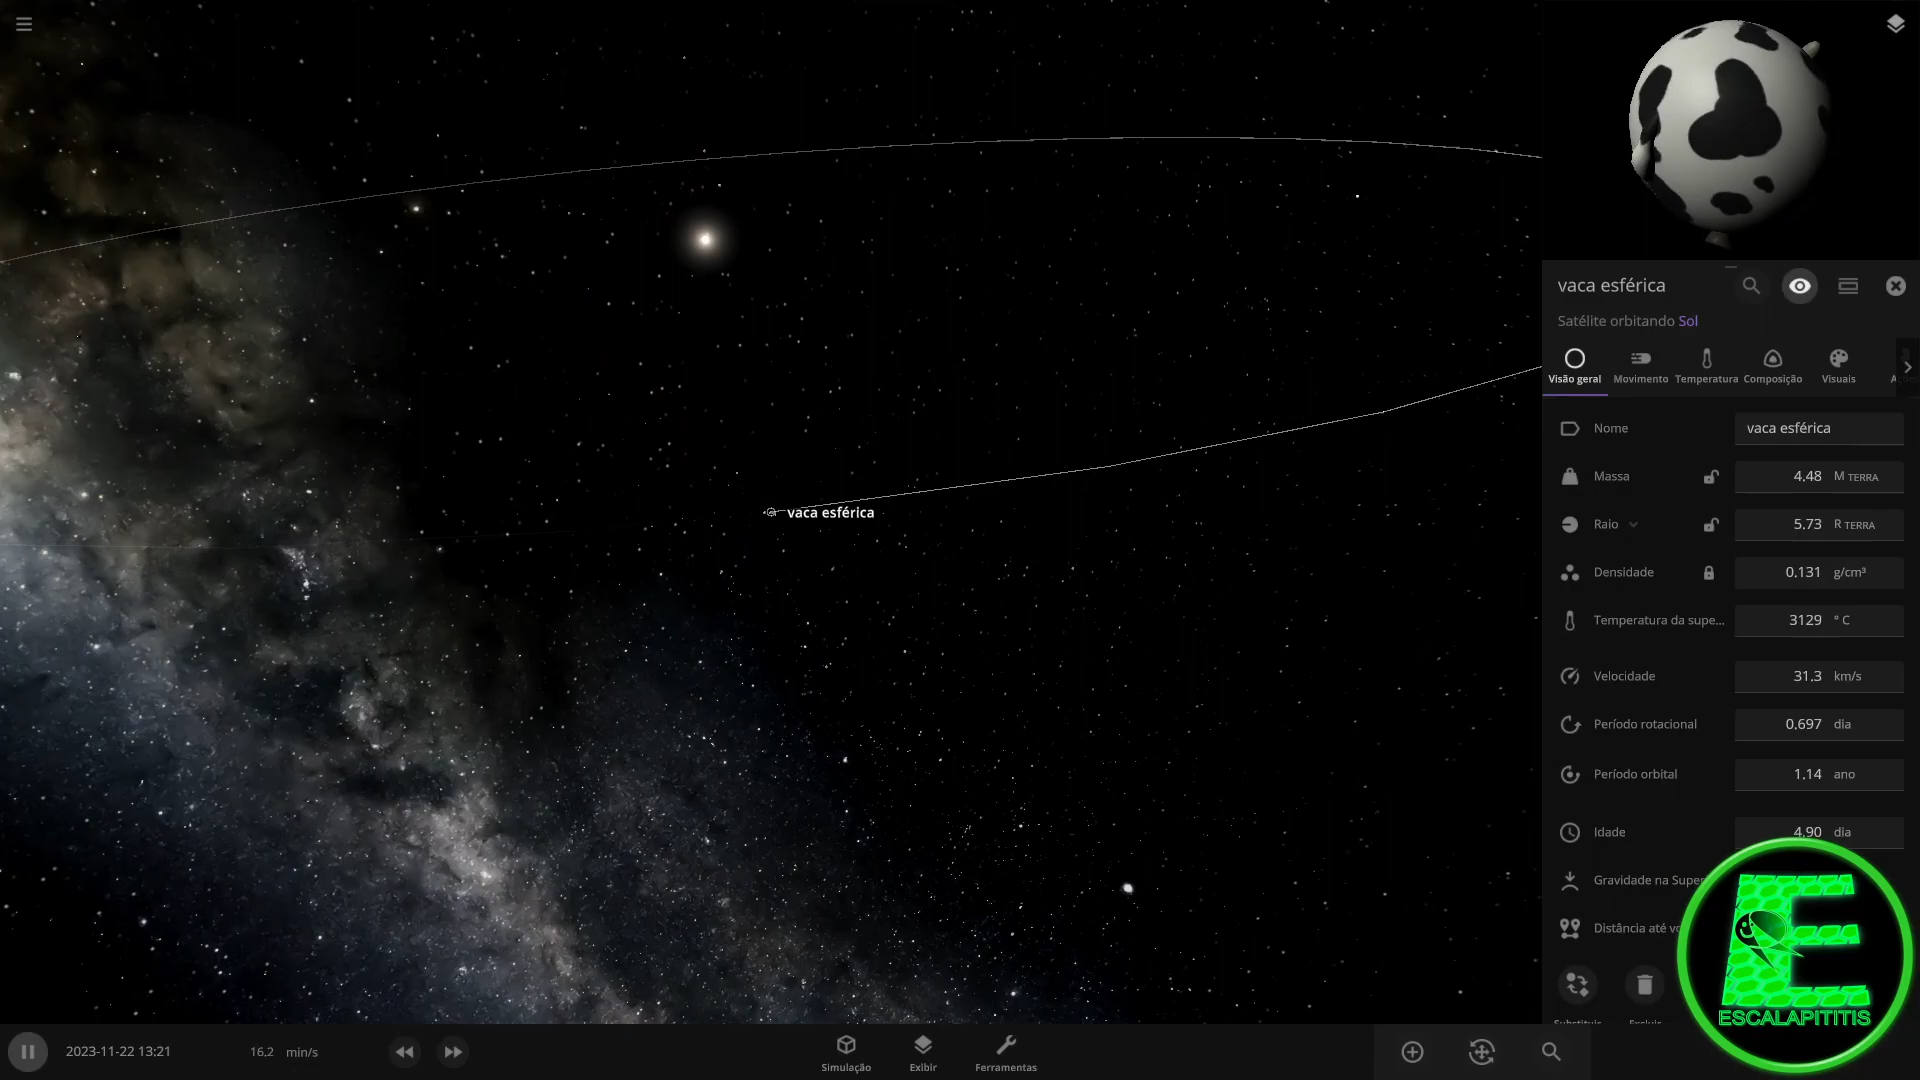 vaca esférica
Satélite orbitando Sol
Visão geral
Movimento
Temperatura
Composição
Visuais
Nome
vaca esférica
Massa
4.48 M TERRA
Raio
5.73 R TERRA
Densidade
0.131 g/cm³
Temperatura da supe...
3129 ° C
Velocidade
31.3 km/s
Período rotacional
0.697 dia
Período orbital
1.14 ano
Idade
4.90 dia
Gravidade na Super
Distância até vo
vaca esférica
ESCALAPITITIS
2023-11-22 13:21
16.2 min/s
Simulação
Exibir
Ferramentas